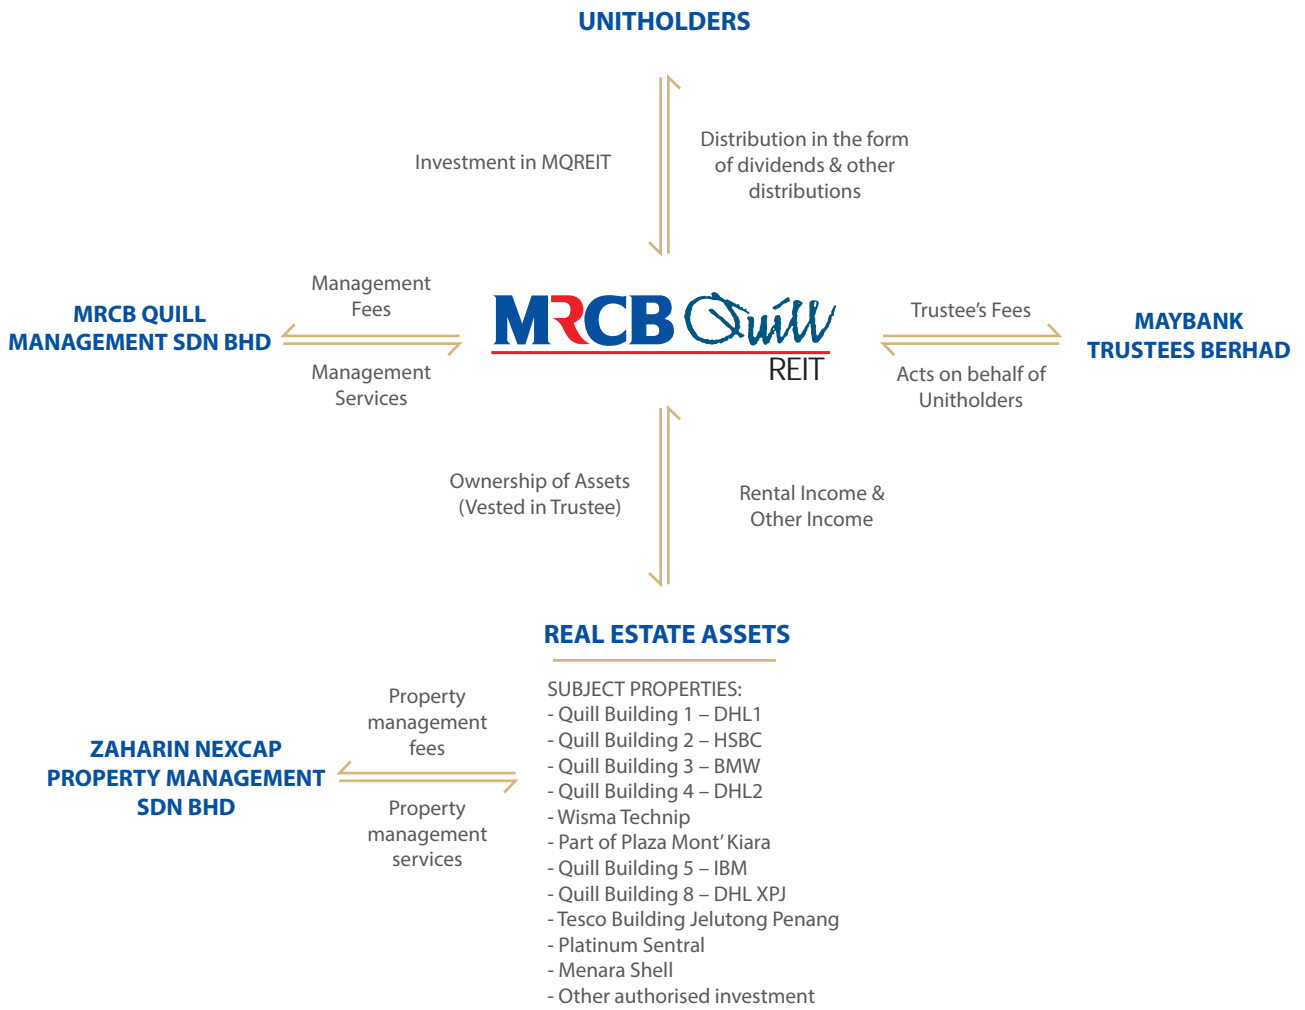 UNITHOLDERS
Investment in MQREIT
Distribution in the form
of dividends & other
distributions
MRCB QUILL
MANAGEMENT SDN BHD
Management
Fees
Management
Services
MRCB Quill
REIT
Trustee's Fees
Acts on behalf of
Unitholders
MAYBANK
TRUSTEES BERHAD
Ownership of Assets
(Vested in Trustee)
Rental Income &
Other Income
REAL ESTATE ASSETS
ZAHARIN NEXCAP
PROPERTY MANAGEMENT
SDN BHD
Property
management
fees
Property
management
services
SUBJECT PROPERTIES:
- Quill Building 1 – DHL1
- Quill Building 2 – HSBC
- Quill Building 3 – BMW
- Quill Building 4 – DHL2
- Wisma Technip
- Part of Plaza Mont' Kiara
- Quill Building 5 – IBM
- Quill Building 8 – DHL XPJ
- Tesco Building Jelutong Penang
- Platinum Sentral
- Menara Shell
- Other authorised investment